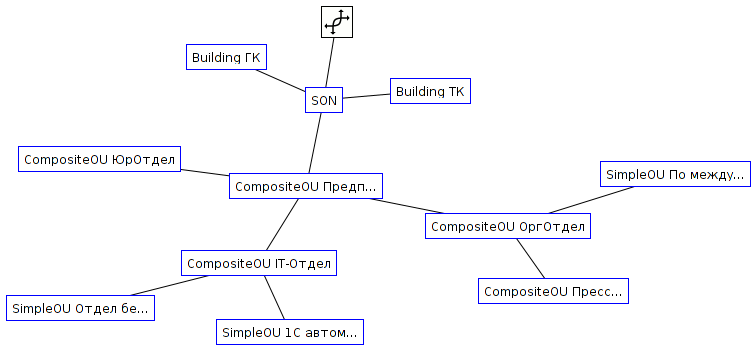 Building ГК
Building ТК
SON
CompositeOU ЮрОтдел
SimpleOU По между...
CompositeOU Предп...
CompositeOU ОргОтдел
CompositeOU IT-Отдел
CompositeOU Пресс...
SimpleOU Отдел бе...
SimpleOU 1С автом...